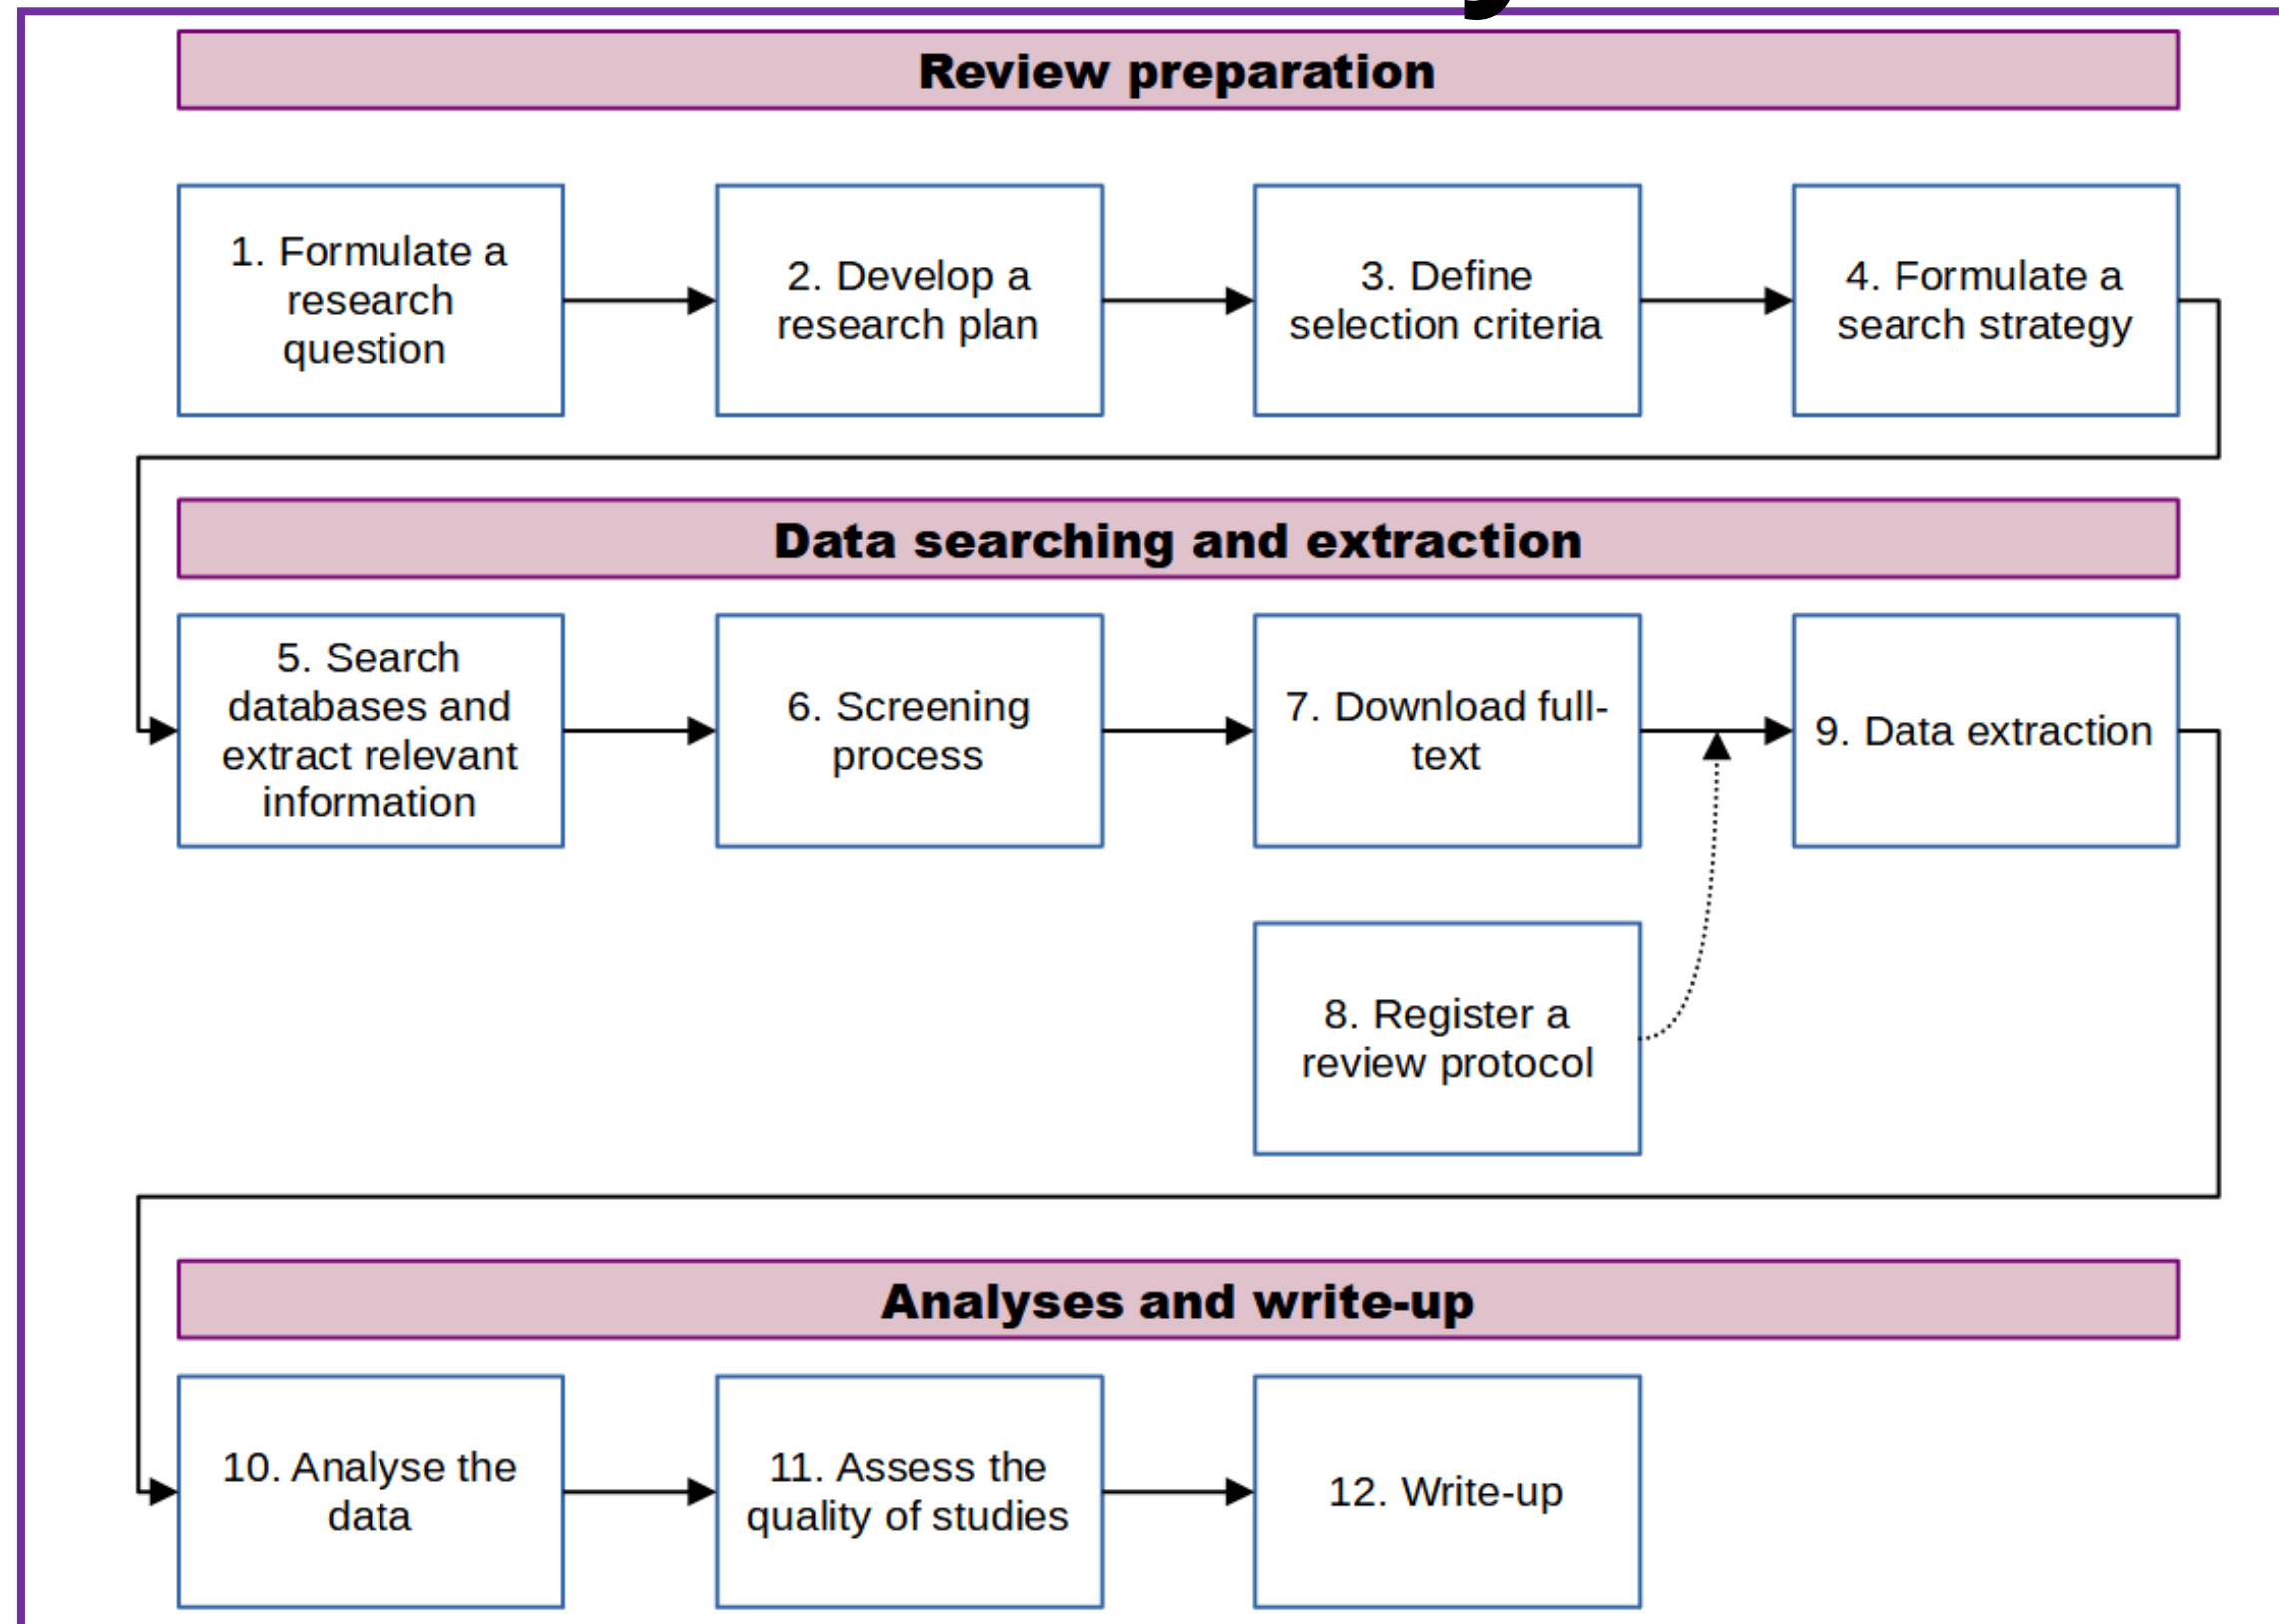 Review preparation
1. Formulate a
research
question
2. Develop a
research plan
3. Define
selection criteria
4. Formulate a
search strategy
Data searching and extraction
5. Search
databases and
extract relevant
information
6. Screening
process
7. Download full-
text
9. Data extraction
8. Register a
review protocol
Analyses and write-up
10. Analyse the
data
11. Assess the
quality of studies
12. Write-up